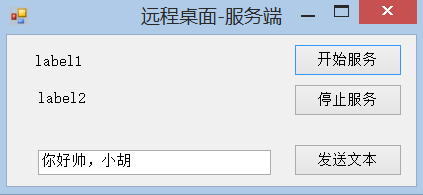 远程桌面-服务端
label1
开始服务
label2
停止服务
你好帅，小胡
发送文本